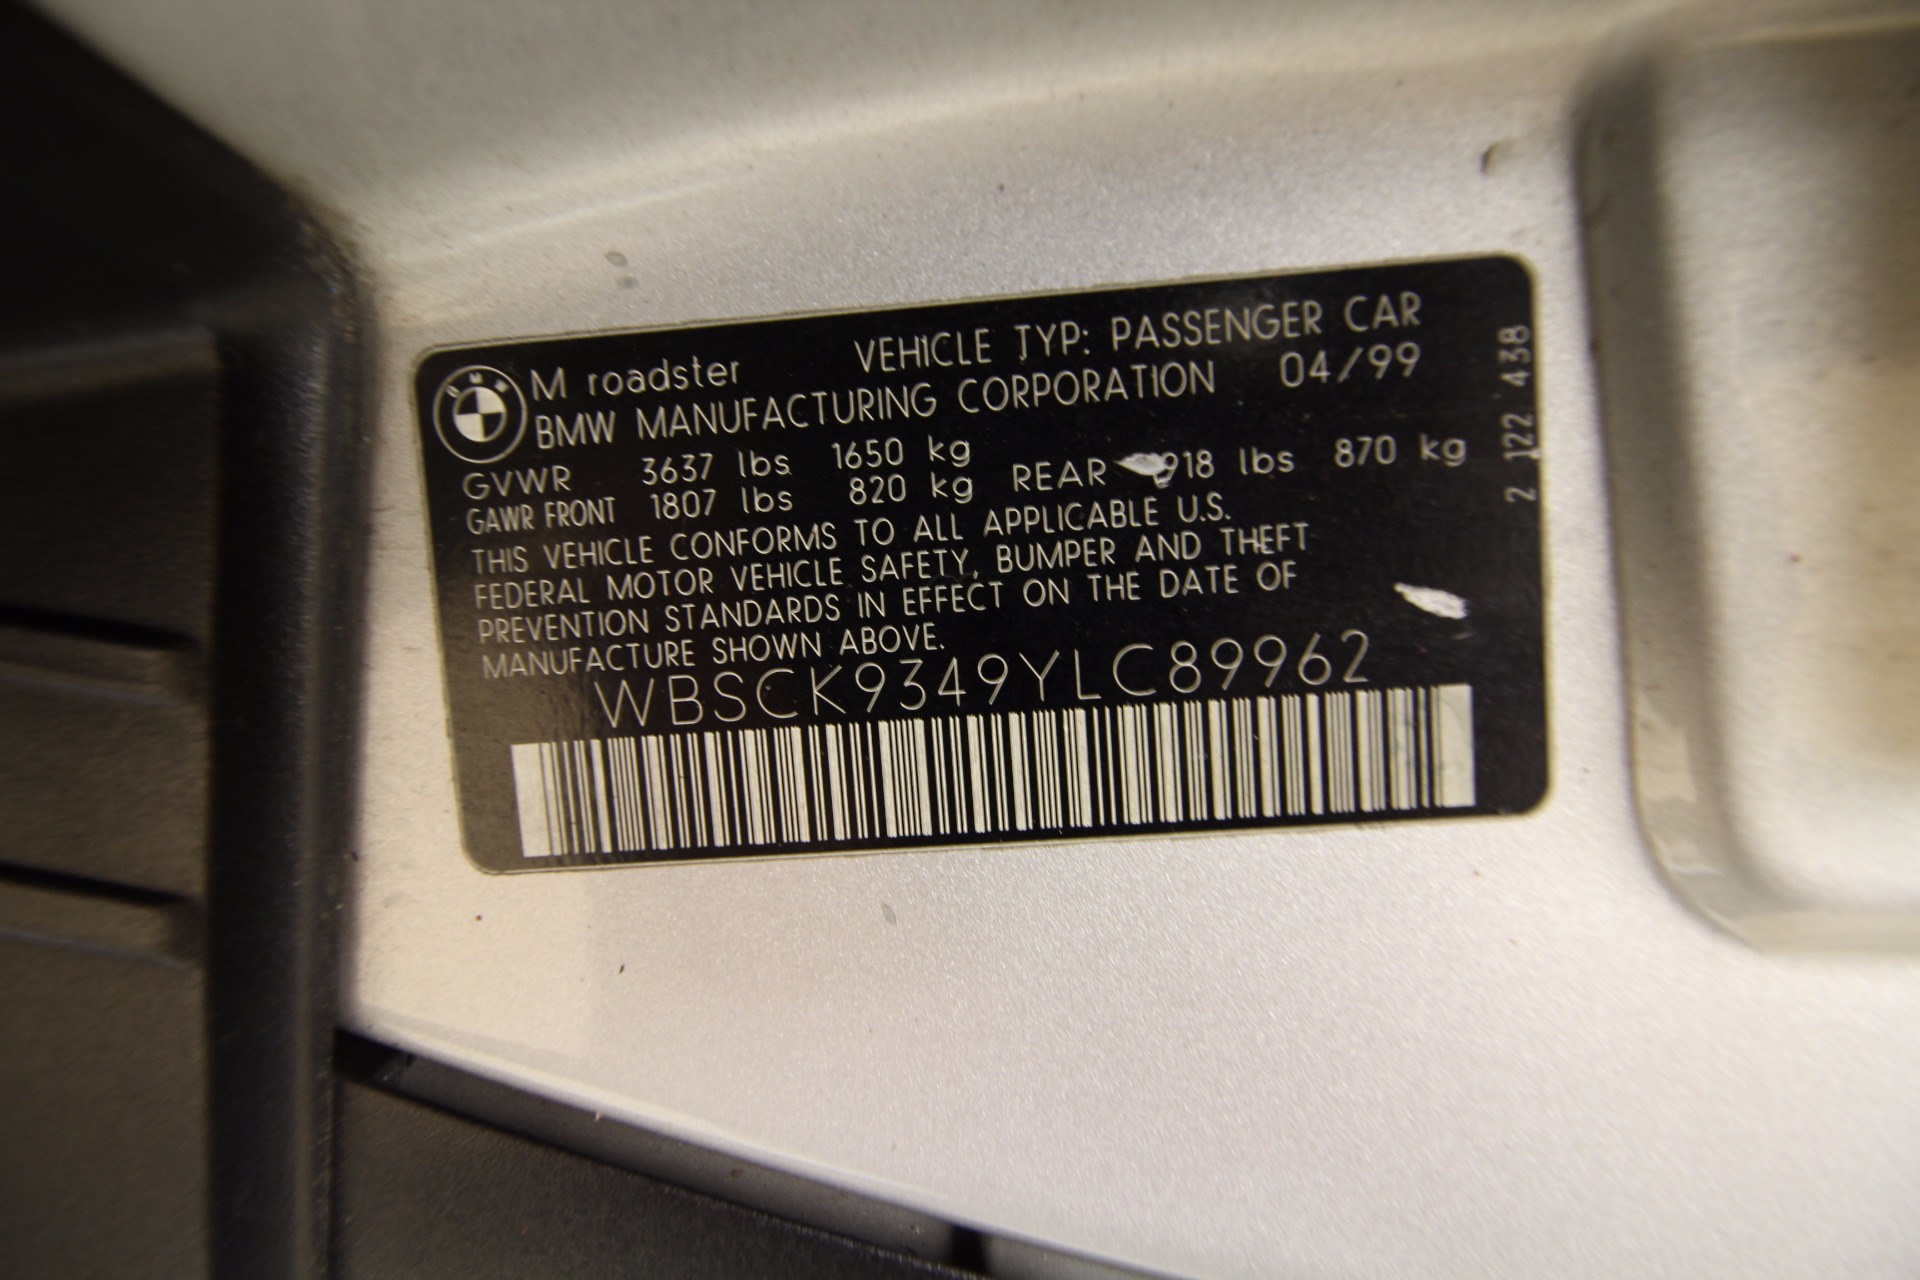 M roadster VEHICLE TYP: PASSENGER CAR
BMW MANUFACTURING CORPORATION 04/99
GVWR 3637 lbs 1650 kg
GAWR FRONT 1807 lbs 820 kg REAR 918 lbs 870 kg
THIS VEHICLE CONFORMS TO ALL APPLICABLE U.S.
FEDERAL MOTOR VEHICLE SAFETY, BUMPER AND THEFT
PREVENTION STANDARDS IN EFFECT ON THE DATE OF
MANUFACTURE SHOWN ABOVE.
WBSCK9349YLC89962
2 122 438
BMW